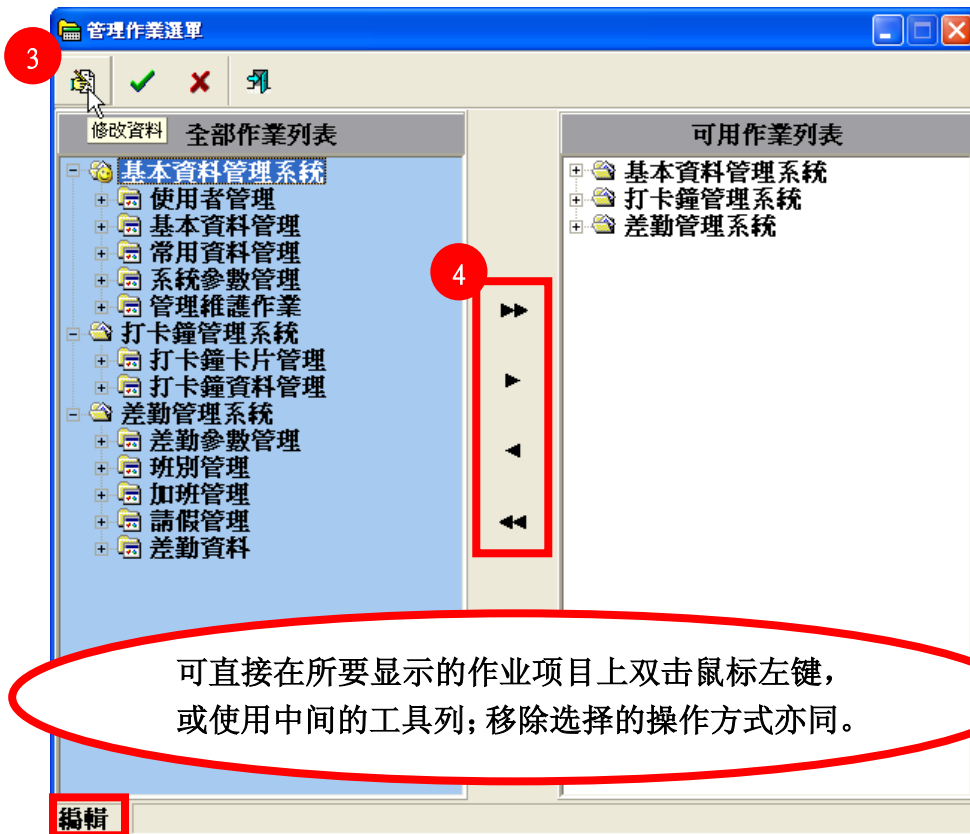 管理作業選單
3
修改資料
全部作業列表
可用作業列表
基本資料管理系統
使用者管理
基本資料管理
常用資料管理
系統參數管理
管理維護作業
打卡鐘管理系統
打卡鐘卡片管理
打卡鐘資料管理
差勤管理系統
差勤參數管理
班別管理
加班管理
請假管理
差勤資料
4
基本資料管理系統
打卡鐘管理系統
差勤管理系統
可直接在所要显示的作业项目上双击鼠标左键，
或使用中间的工具列；移除选择的操作方式亦同。
編輯